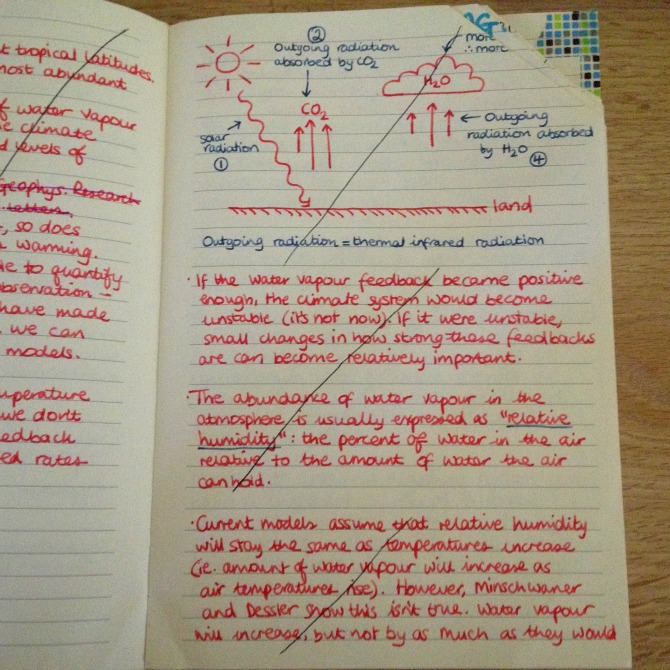 t tropical latitudes.
most abundant
f water vapour
e climate
d levels of
Geophys. Research
Letters.
, so does
warming.
le to quantify
bservation –
have made
we can
models.
uperature
we don't
edback
ed rates
②
Outgoing radiation
absorbed by CO2
more
∴ more
CO2
H2O
solar
radiation
①
Outgoing
radiation absorbed
by H2O
④
land
Outgoing radiation = thermal infrared radiation
· If the water vapour feedback became positive
enough, the climate system would become
unstable (it's not now). If it were unstable,
small changes in how strong these feedbacks
are can become relatively important.
· The abundance of water vapour in the
atmosphere is usually expressed as "relative
humidity": the percent of water in the air
relative to the amount of water the air
can hold.
· Current models assume that relative humidity
will stay the same as temperatures increase
(ie. amount of water vapour will increase as
air temperatures rise). However, Minschwaner
and Dessler show this isn't true. Water vapour
will increase, but not by as much as they would